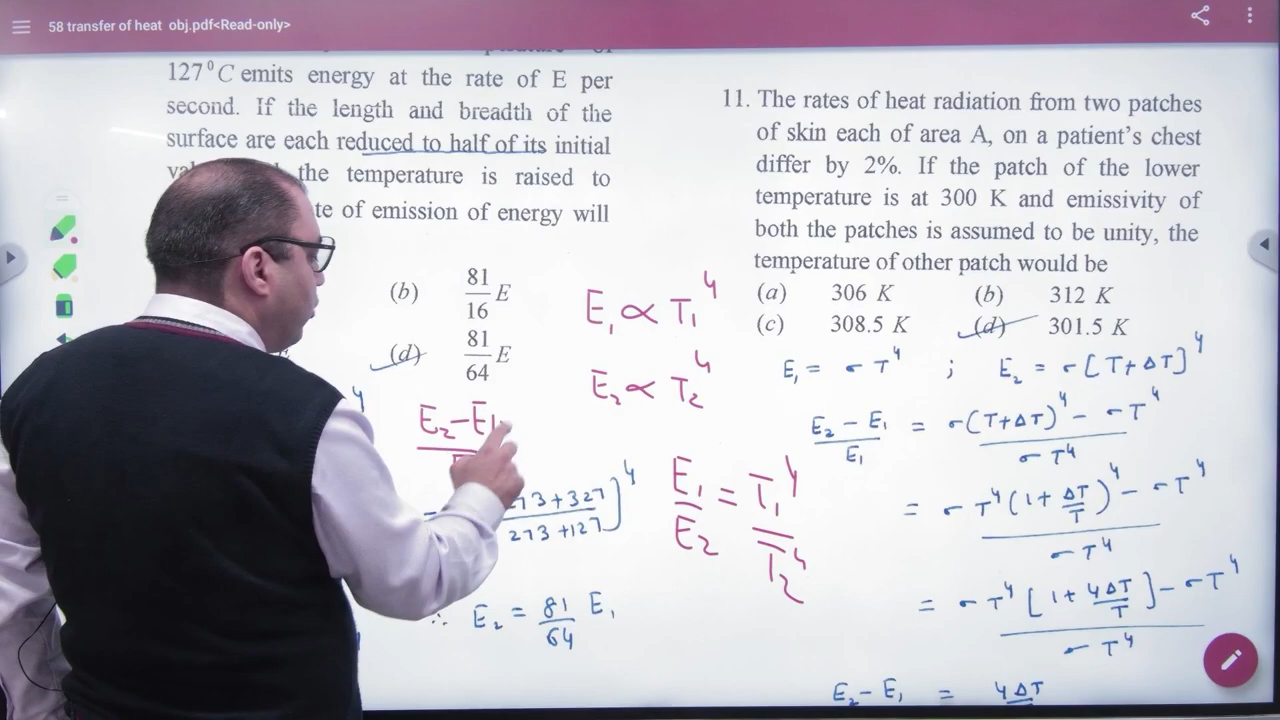 58 transfer of heat obj.pdf<Read-only>
127⁰C emits energy at the rate of E per
second. If the length and breadth of the
surface are each reduced to half of its initial
the temperature is raised to
te of emission of energy will
(b) 81/16 E
(d) 81/64 E
4
E₂-E₁
273+327)⁴
273+127
∴ E₂ = 81/64 E₁
E₁ ∝ T₁⁴
E₂ ∝ T₂⁴
E₁/E₂ = T₁⁴/T₂⁴
11. The rates of heat radiation from two patches
of skin each of area A, on a patient's chest
differ by 2%. If the patch of the lower
temperature is at 300 K and emissivity of
both the patches is assumed to be unity, the
temperature of other patch would be
(a) 306 K (b) 312 K
(c) 308.5 K (d) 301.5 K
E₁ = σT⁴ ; E₂ = σ[T+ΔT]⁴
E₂ - E₁/E₁ = σ(T+ΔT)⁴ - σT⁴/σT⁴
= σT⁴(1+ΔT/T)⁴ - σT⁴/σT⁴
= σT⁴[1+4ΔT/T] - σT⁴/σT⁴
E₂ - E₁ = 4ΔT